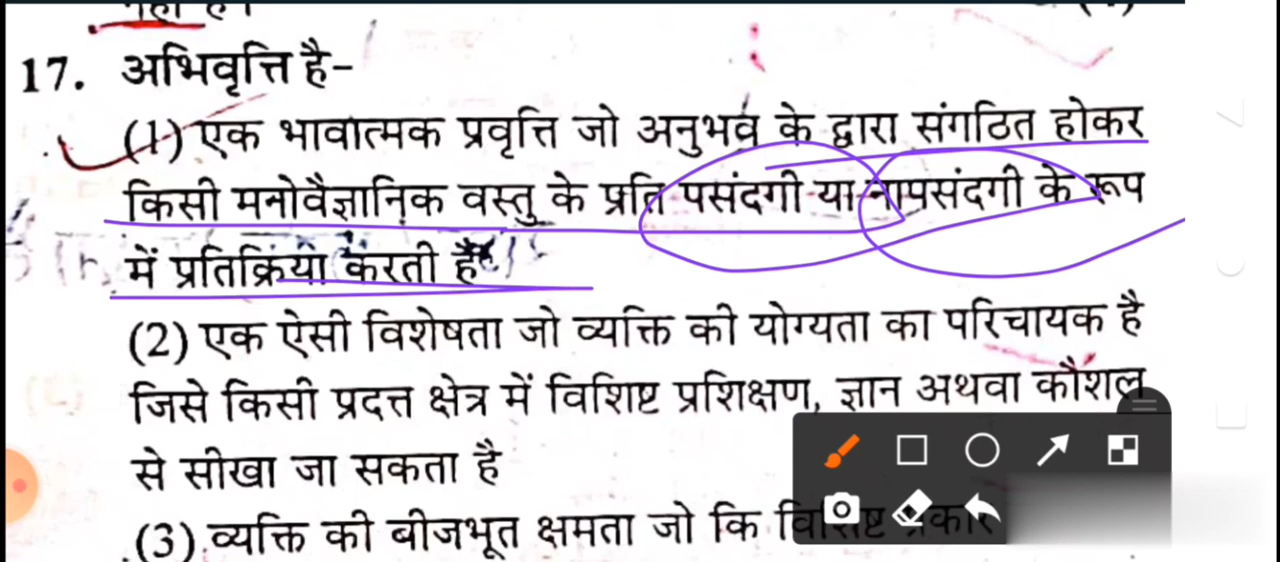 17. अभिवृत्ति है-
(1) एक भावात्मक प्रवृत्ति जो अनुभव के द्वारा संगठित होकर
किसी मनोवैज्ञानिक वस्तु के प्रति पसंदगी या नापसंदगी के रूप
में प्रतिक्रिया करती है
(2) एक ऐसी विशेषता जो व्यक्ति की योग्यता का परिचायक है
जिसे किसी प्रदत्त क्षेत्र में विशिष्ट प्रशिक्षण, ज्ञान अथवा कौशल
से सीखा जा सकता है
(3) व्यक्ति की बीजभूत क्षमता जो कि विशिष्ट प्रकार